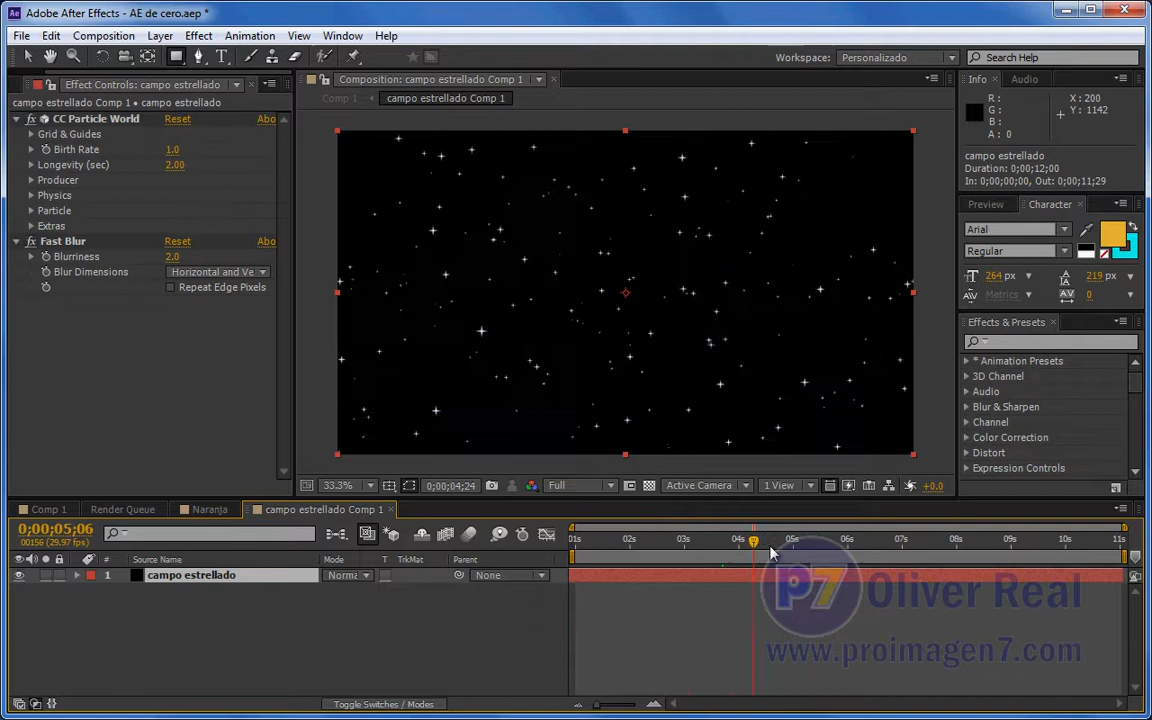 Ae Adobe After Effects - AE de cero.aep *
File Edit Composition Layer Effect Animation View Window Help
Workspace: Personalizado Search Help
Effect Controls: campo estrellado
Composition: campo estrellado Comp 1
Info Audio
campo estrellado Comp 1 • campo estrellado
Comp 1 campo estrellado Comp 1
R: X: 200
G: Y: 1142
B:
A: 0
fx CC Particle World Reset Abo
Grid & Guides
Birth Rate 1.0
Longevity (sec) 2.00
Producer
Physics
Particle
Extras
fx Fast Blur Reset Abo
Blurriness 2.0
Blur Dimensions Horizontal and Ve
Repeat Edge Pixels
campo estrellado
Duration: 0;00;12;00
In: 0;00;00;00, Out: 0;00;11;29
Preview Character
Arial
Regular
264 px 219 px
Metrics 0
Effects & Presets
* Animation Presets
3D Channel
Audio
Blur & Sharpen
Channel
Color Correction
Distort
Expression Controls
33.3% 0;00;04;24 Full Active Camera 1 View +0.0
Comp 1 Render Queue Naranja campo estrellado Comp 1
0;00;05;06
00156 (29.97 fps)
01s 02s 03s 04s 05s 06s 07s 08s 09s 10s 11s
# Source Name Mode T TrkMat Parent
1 campo estrellado Norma None
P7 Oliver Real
www.proimagen7.com
Toggle Switches / Modes